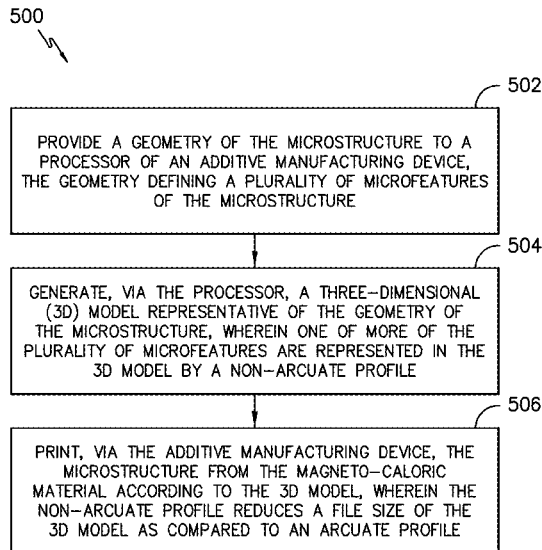 500
502
PROVIDE A GEOMETRY OF THE MICROSTRUCTURE TO A
PROCESSOR OF AN ADDITIVE MANUFACTURING DEVICE,
THE GEOMETRY DEFINING A PLURALITY OF MICROFEATURES
OF THE MICROSTRUCTURE
504
GENERATE, VIA THE PROCESSOR, A THREE-DIMENSIONAL
(3D) MODEL REPRESENTATIVE OF THE GEOMETRY OF
THE MICROSTRUCTURE, WHEREIN ONE OF MORE OF THE
PLURALITY OF MICROFEATURES ARE REPRESENTED IN THE
3D MODEL BY A NON-ARCUATE PROFILE
506
PRINT, VIA THE ADDITIVE MANUFACTURING DEVICE, THE
MICROSTRUCTURE FROM THE MAGNETO-CALORIC
MATERIAL ACCORDING TO THE 3D MODEL, WHEREIN THE
NON-ARCUATE PROFILE REDUCES A FILE SIZE OF THE
3D MODEL AS COMPARED TO AN ARCUATE PROFILE